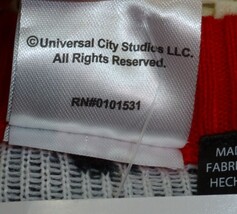 ©Universal City Studios LLC.
All Rights Reserved.
RN#0101531
MA
FABR
HECH